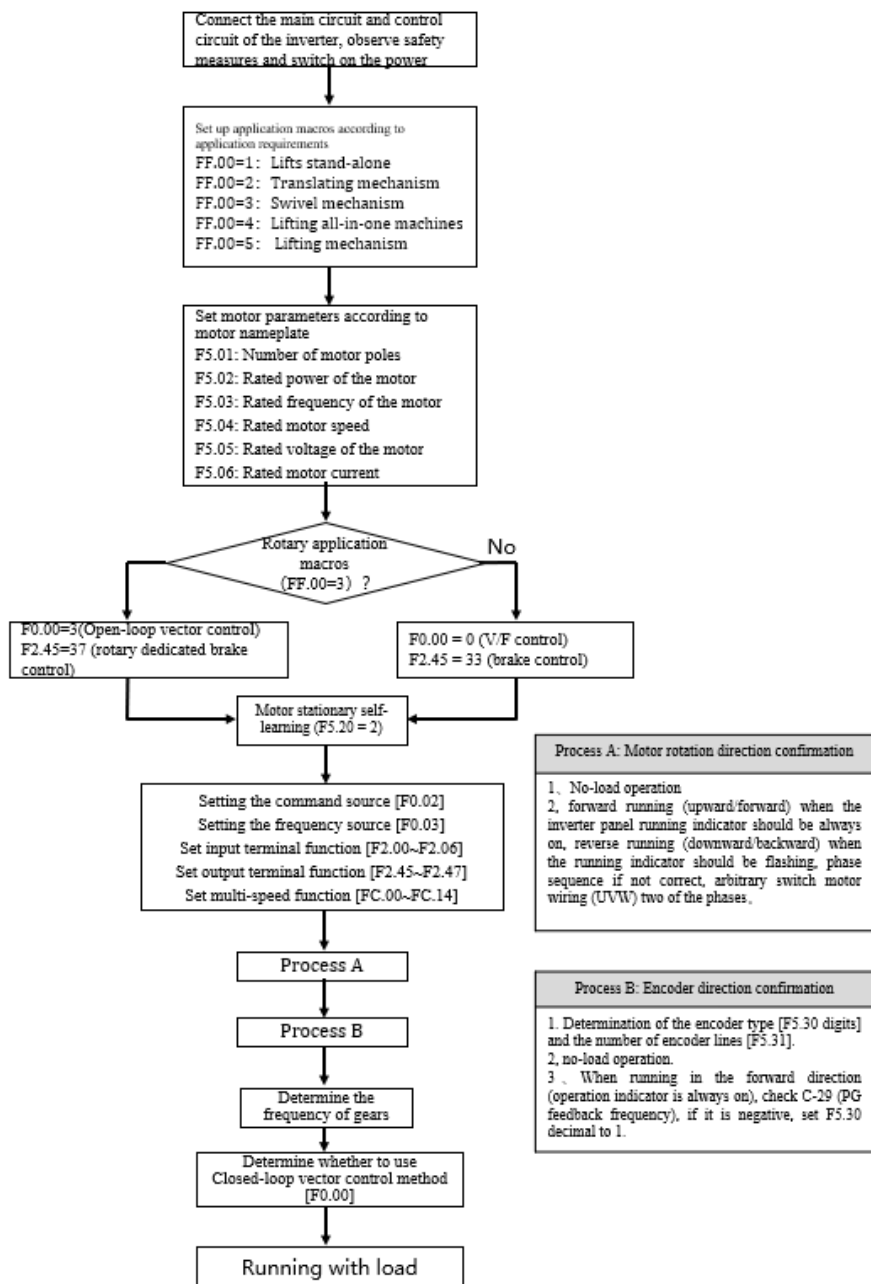 Connect the main circuit and control
circuit of the inverter, observe safety
measures and switch on the power
Set up application macros according to
application requirements
FF.00=1: Lifts stand-alone
FF.00=2: Translating mechanism
FF.00=3: Swivel mechanism
FF.00=4: Lifting all-in-one machines
FF.00=5: Lifting mechanism
Set motor parameters according to
motor nameplate
F5.01: Number of motor poles
F5.02: Rated power of the motor
F5.03: Rated frequency of the motor
F5.04: Rated motor speed
F5.05: Rated voltage of the motor
F5.06: Rated motor current
Rotary application
macros
(FF.00=3) ?
No
F0.00=3(Open-loop vector control)
F2.45=37 (rotary dedicated brake
control)
F0.00 = 0 (V/F control)
F2.45 = 33 (brake control)
Motor stationary self-
learning (F5.20 = 2)
Setting the command source [F0.02]
Setting the frequency source [F0.03]
Set input terminal function [F2.00~F2.06]
Set output terminal function [F2.45~F2.47]
Set multi-speed function [FC.00~FC.14]
Process A
Process B
Determine the
frequency of gears
Determine whether to use
Closed-loop vector control method
[F0.00]
Running with load
Process A: Motor rotation direction confirmation
1、No-load operation
2, forward running (upward/forward) when the
inverter panel running indicator should be always
on, reverse running (downward/backward) when
the running indicator should be flashing, phase
sequence if not correct, arbitrary switch motor
wiring (UVW) two of the phases。
Process B: Encoder direction confirmation
1. Determination of the encoder type [F5.30 digits]
and the number of encoder lines [F5.31].
2, no-load operation.
3 、 When running in the forward direction
(operation indicator is always on), check C-29 (PG
feedback frequency), if it is negative, set F5.30
decimal to 1.